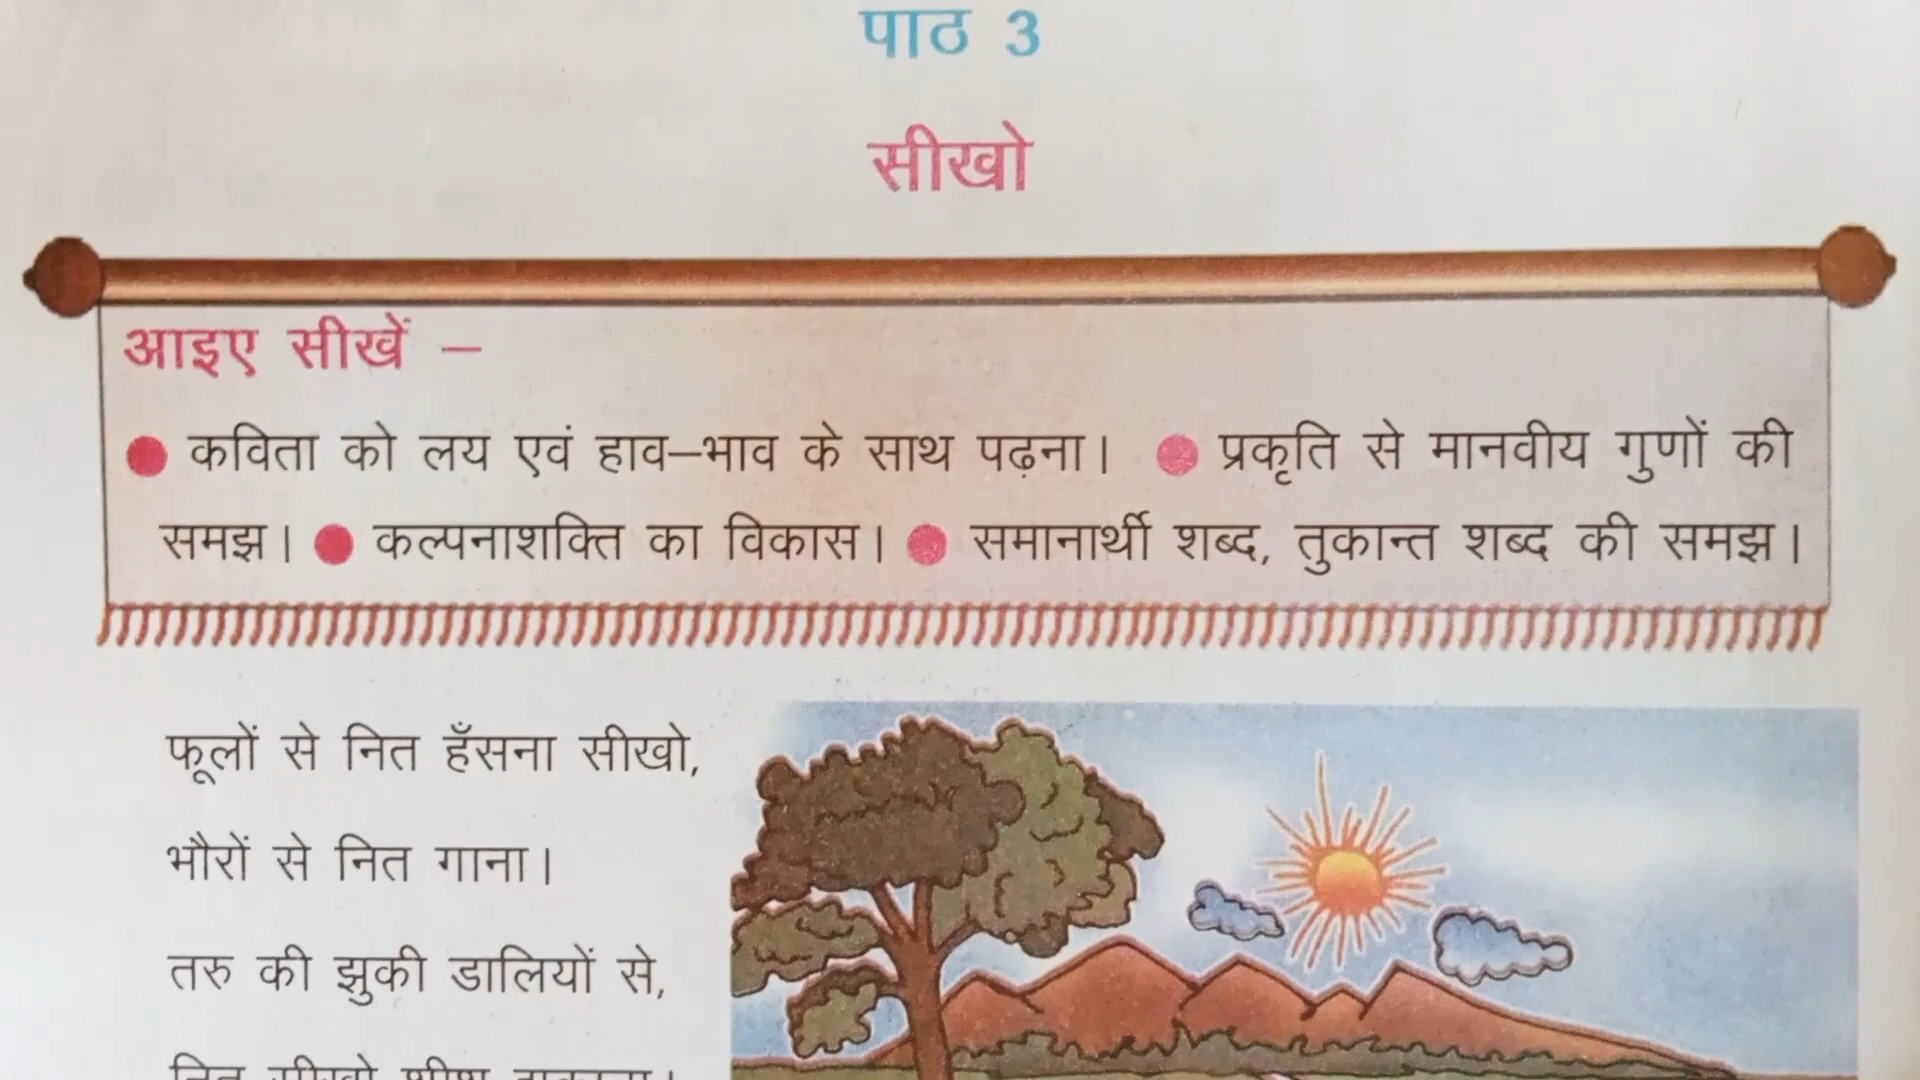 पाठ 3
सीखो
आइए सीखें –
● कविता को लय एवं हाव–भाव के साथ पढ़ना। ● प्रकृति से मानवीय गुणों की
समझ। ● कल्पनाशक्ति का विकास। ● समानार्थी शब्द, तुकान्त शब्द की समझ।
फूलों से नित हँसना सीखो,
भौरों से नित गाना।
तरु की झुकी डालियों से,
नित सीखो शीश